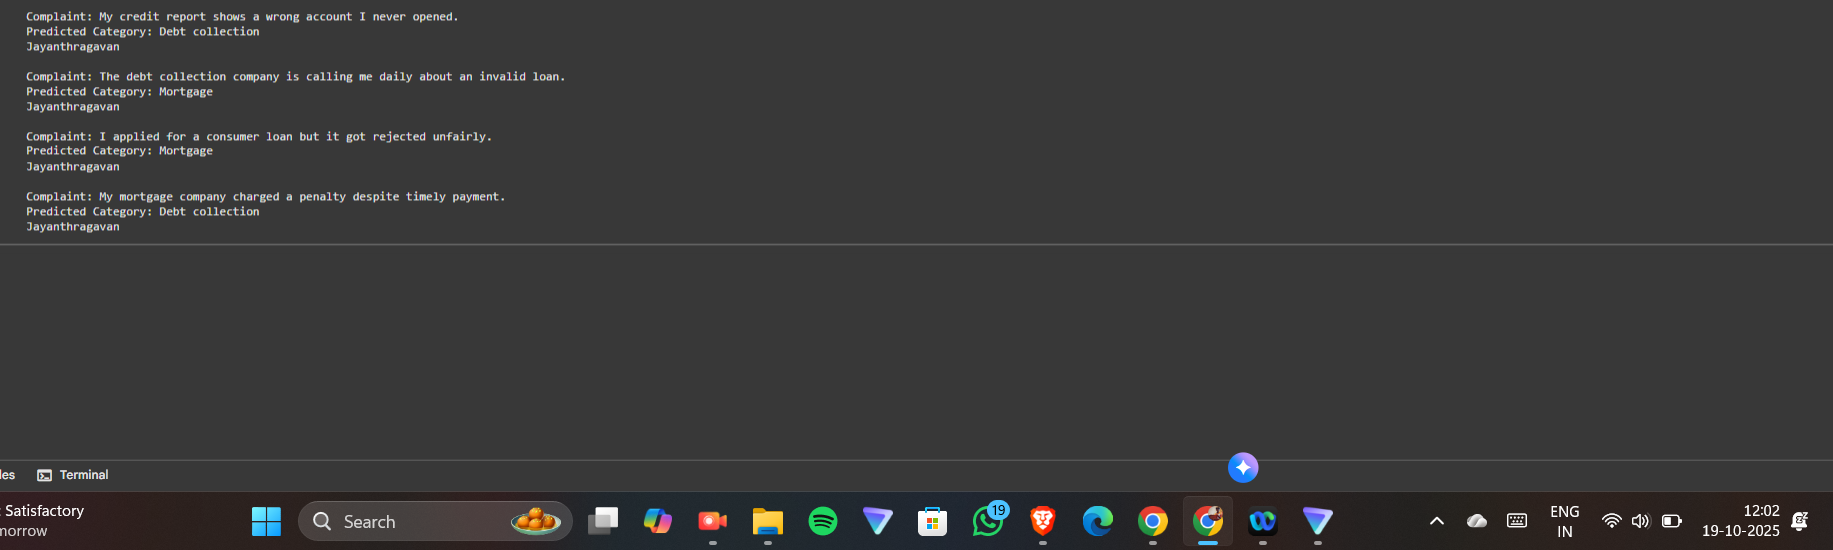 Complaint: My credit report shows a wrong account I never opened.
Predicted Category: Debt collection
Jayanthragavan
Complaint: The debt collection company is calling me daily about an invalid loan.
Predicted Category: Mortgage
Jayanthragavan
Complaint: I applied for a consumer loan but it got rejected unfairly.
Predicted Category: Mortgage
Jayanthragavan
Complaint: My mortgage company charged a penalty despite timely payment.
Predicted Category: Debt collection
Jayanthragavan
Terminal
: Satisfactory
Search
19
ENG
IN
12:02
19-10-2025